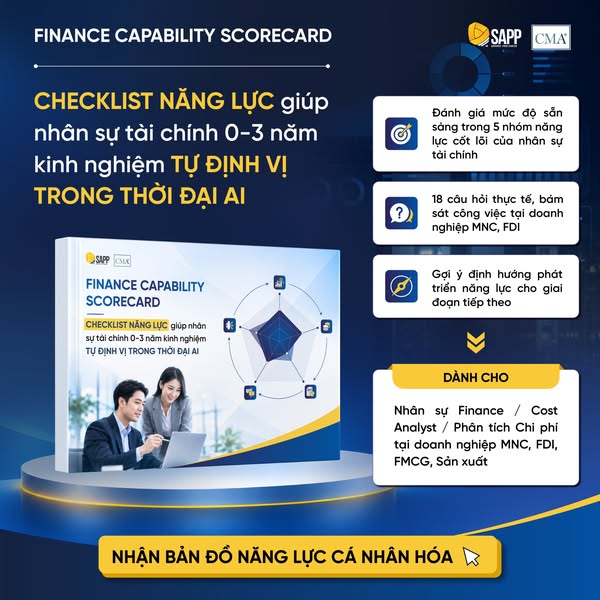 FINANCE CAPABILITY SCORECARD
SAPP
CMA
CHECKLIST NĂNG LỰC giúp
nhân sự tài chính 0-3 năm
kinh nghiệm TỰ ĐỊNH VỊ
TRONG THỜI ĐẠI AI
SAPP
CMA
FINANCE CAPABILITY
SCORECARD
CHECKLIST NĂNG LỰC giúp nhân
sự tài chính 0-3 năm kinh nghiệm
TỰ ĐỊNH VỊ TRONG THỜI ĐẠI AI
Đánh giá mức độ sẵn
sàng trong 5 nhóm năng
lực cốt lõi của nhân sự
tài chính
18 câu hỏi thực tế, bám
sát công việc tại doanh
nghiệp MNC, FDI
Gợi ý định hướng phát
triển năng lực cho giai
đoạn tiếp theo
DÀNH CHO
Nhân sự Finance / Cost
Analyst / Phân tích Chi phí
tại doanh nghiệp MNC, FDI,
FMCG, Sản xuất
NHẬN BẢN ĐỒ NĂNG LỰC CÁ NHÂN HÓA